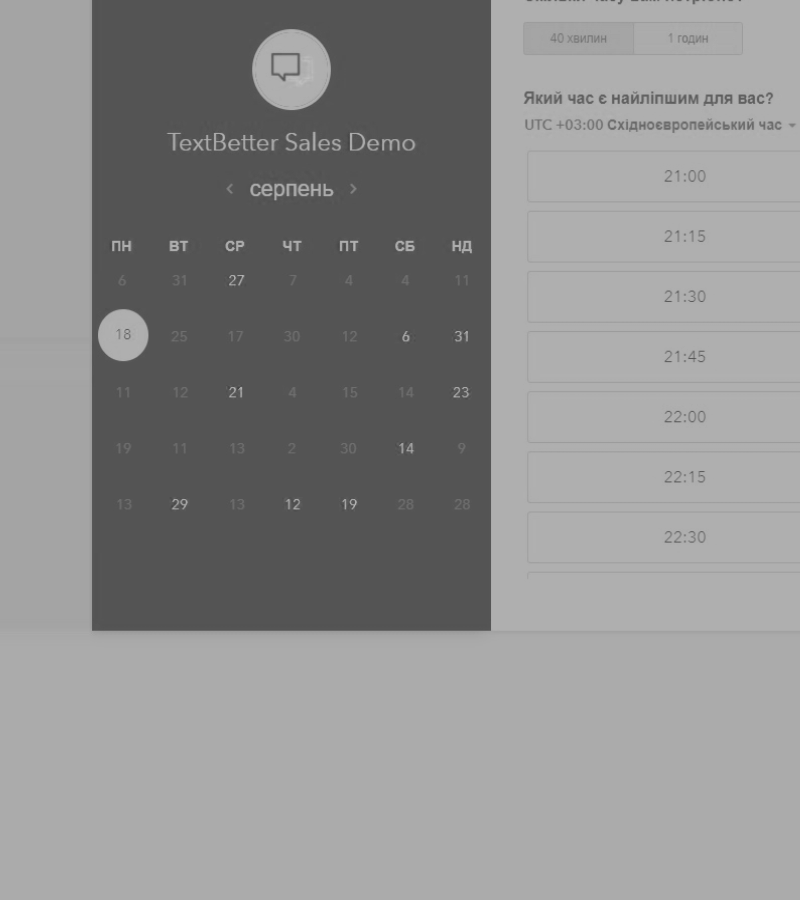 40 хвилин 1 годин
Який час є найліпшим для вас?
UTC +03:00 Східноєвропейський час
TextBetter Sales Demo
серпень
ПН ВТ СР ЧТ ПТ СБ НД
6 31 27 7 4 4 11
18 25 17 30 12 6 31
11 12 21 4 15 14 23
19 11 13 2 30 14 9
13 29 13 12 19 28 28
21:00
21:15
21:30
21:45
22:00
22:15
22:30